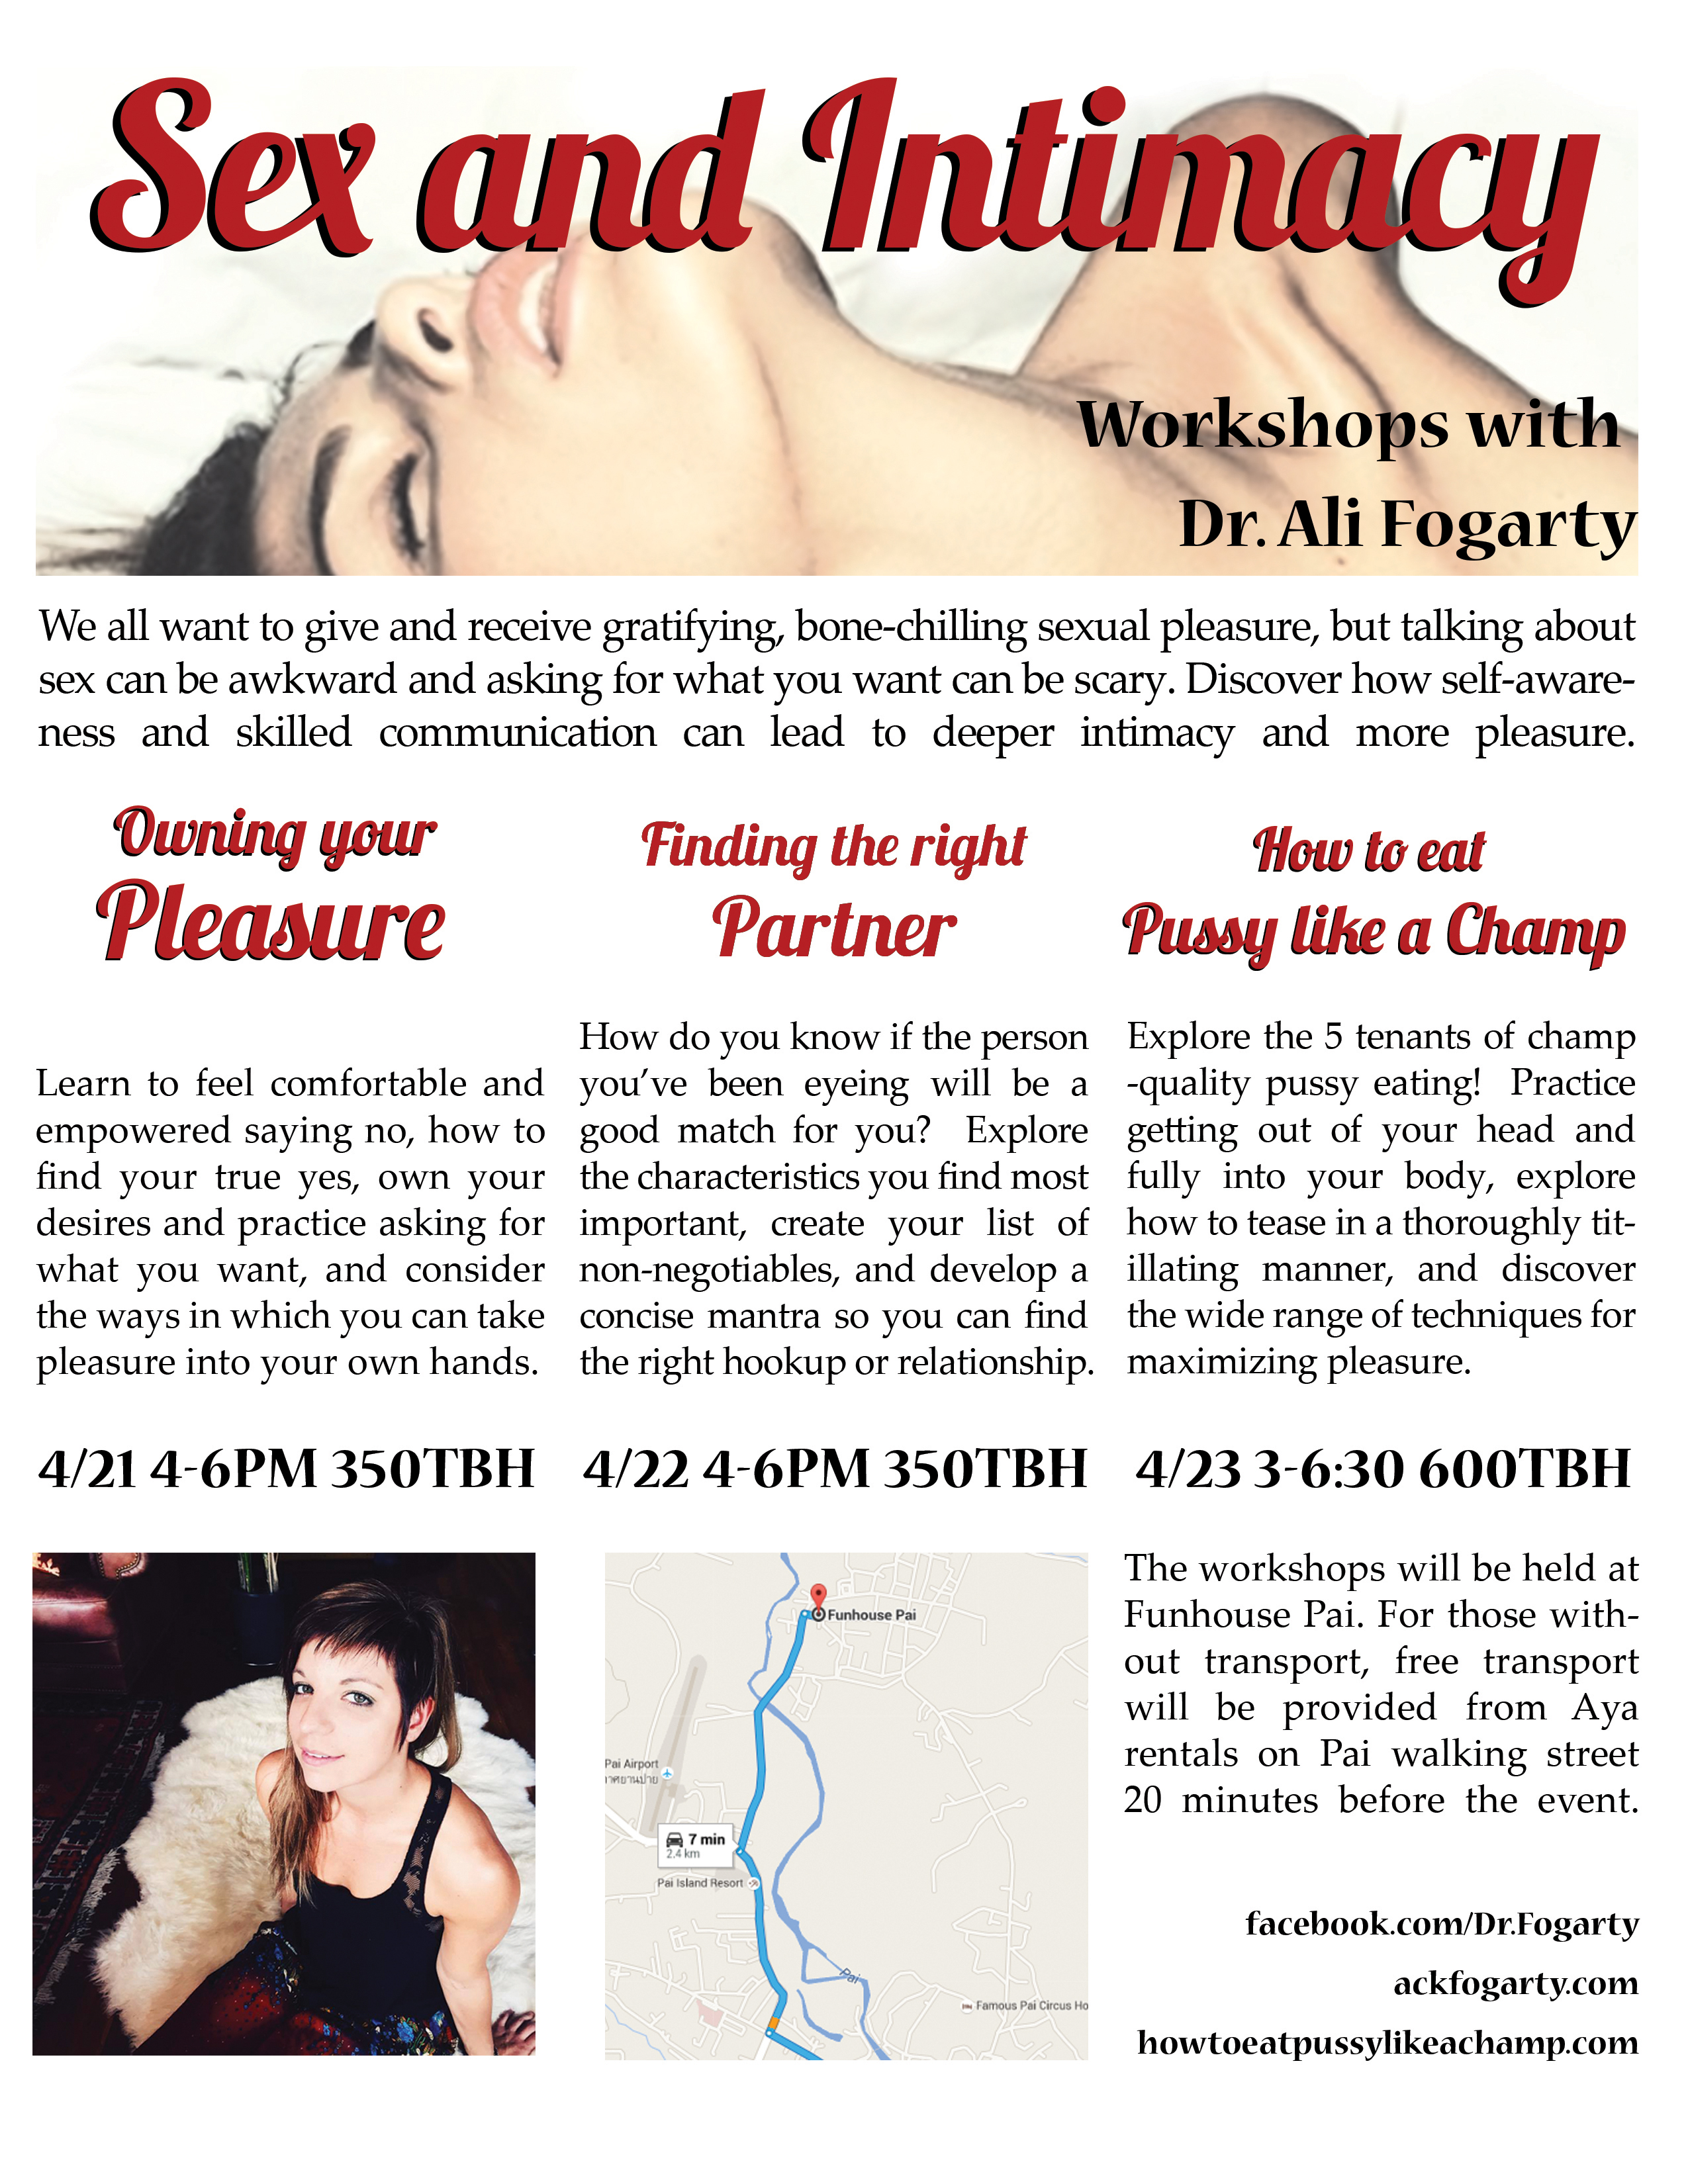 Sex and Intimacy
Workshops with
Dr. Ali Fogarty
We all want to give and receive gratifying, bone-chilling sexual pleasure, but talking about
sex can be awkward and asking for what you want can be scary. Discover how self-aware-
ness and skilled communication can lead to deeper intimacy and more pleasure.
Owning your
Pleasure
Learn to feel comfortable and
empowered saying no, how to
find your true yes, own your
desires and practice asking for
what you want, and consider
the ways in which you can take
pleasure into your own hands.
4/21 4-6PM 350TBH
Finding the right
Partner
How do you know if the person
you've been eyeing will be a
good match for you?  Explore
the characteristics you find most
important, create your list of
non-negotiables, and develop a
concise mantra so you can find
the right hookup or relationship.
4/22 4-6PM 350TBH
How to eat
Pussy like a Champ
Explore the 5 tenants of champ
-quality pussy eating!  Practice
getting out of your head and
fully into your body, explore
how to tease in a thoroughly tit-
illating manner, and discover
the wide range of techniques for
maximizing pleasure.
4/23 3-6:30 600TBH
Funhouse Pai
Pai Airport
าศยานปาย
7 min
2.4 km
Pai Island Resort
Pai
Famous Pai Circus Ho
The workshops will be held at
Funhouse Pai. For those with-
out transport, free transport
will be provided from Aya
rentals on Pai walking street
20 minutes before the event.
facebook.com/Dr.Fogarty
ackfogarty.com
howtoeatpussylikeachamp.com